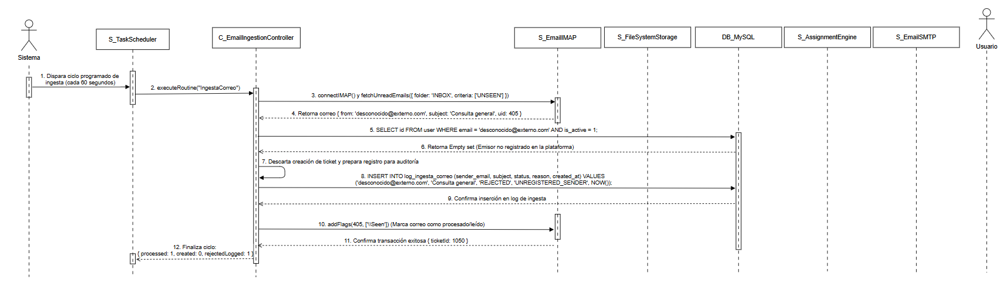 Sistema
S_TaskScheduler
C_EmailIngestionController
S_EmailIMAP
S_FileSystemStorage
DB_MySQL
S_AssignmentEngine
S_EmailSMTP
Usuario
1. Dispara ciclo programado de
ingesta (cada 60 segundos)
2. executeRoutine("IngestaCorreo")
3. connectIMAP() y fetchUnreadEmails({ folder: 'INBOX', criteria: ['UNSEEN'] })
4. Retorna correo { from: 'desconocido@externo.com', subject: 'Consulta general', uid: 405 }
5. SELECT id FROM user WHERE email = 'desconocido@externo.com' AND is_active = 1;
6. Retorna Empty set (Emisor no registrado en la plataforma)
7. Descarta creación de ticket y prepara registro para auditoría
8. INSERT INTO log_ingesta_correo (sender_email, subject, status, reason, created_at) VALUES
('desconocido@externo.com', 'Consulta general', 'REJECTED', 'UNREGISTERED_SENDER', NOW());
9. Confirma inserción en log de ingesta
10. addFlags(405, ['\\Seen']) (Marca correo como procesado/leído)
11. Confirma transacción exitosa { ticketId: 1050 }
12. Finaliza ciclo:
{ processed: 1, created: 0, rejectedLogged: 1 }